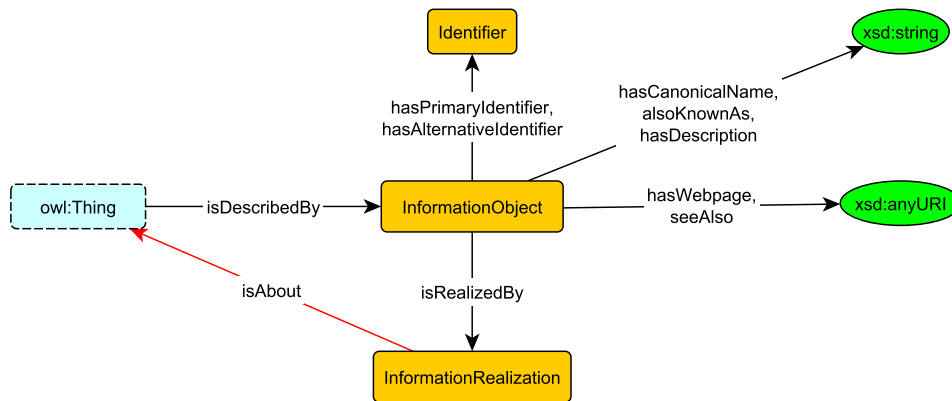 Identifier
xsd:string
hasCanonicalName,
alsoKnownAs,
hasDescription
hasPrimaryIdentifier,
hasAlternativeIdentifier
owl:Thing
isDescribedBy
InformationObject
hasWebpage,
seeAlso
xsd:anyURI
isAbout
isRealizedBy
InformationRealization